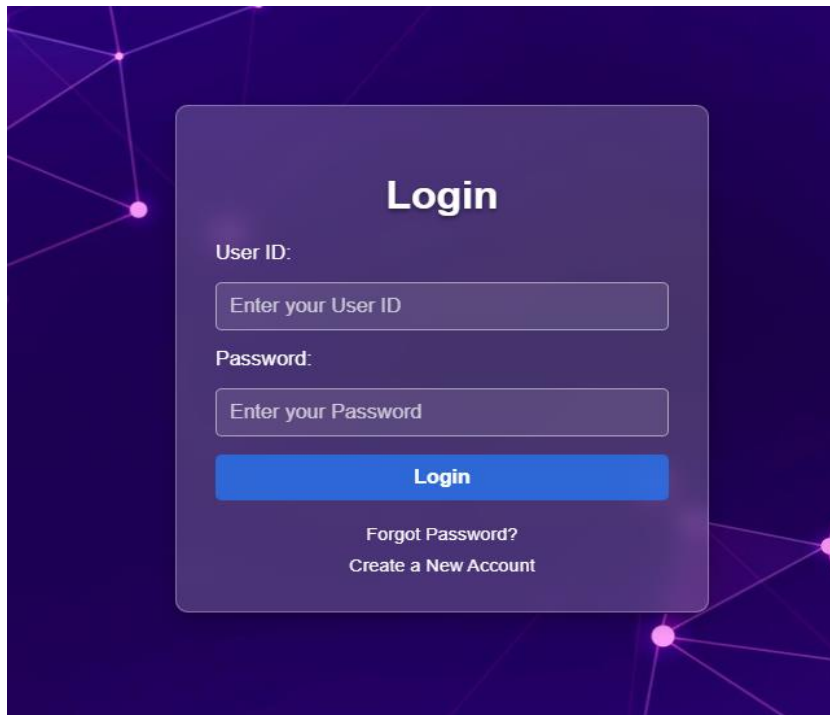 Login
User ID:
Enter your User ID
Password:
Enter your Password
Login
Forgot Password?
Create a New Account